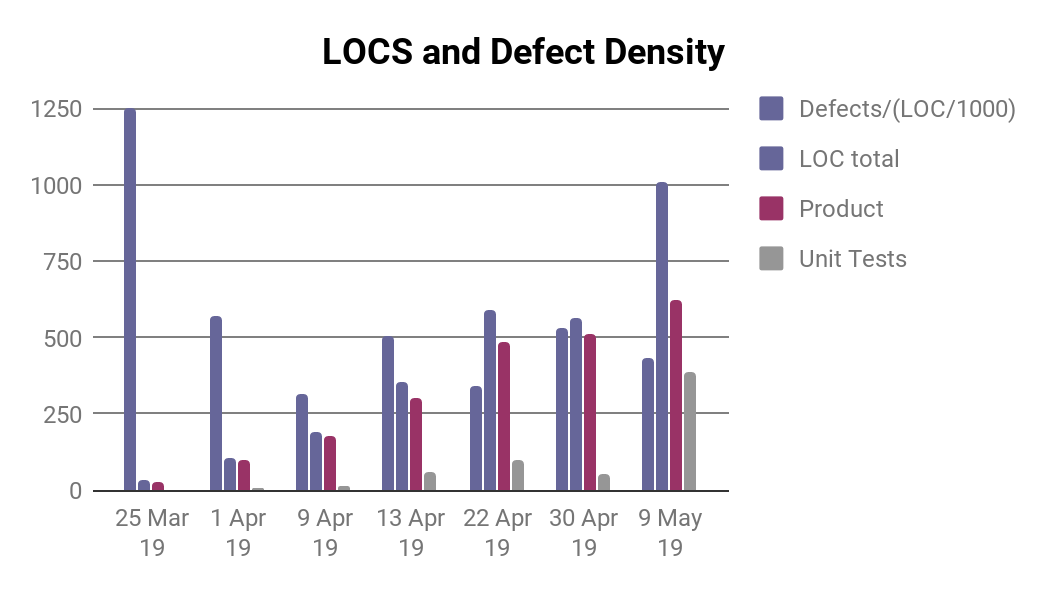 LOCS and Defect Density
1250
1000
750
500
250
0
25 Mar
19
1 Apr
19
9 Apr
19
13 Apr
19
22 Apr
19
30 Apr
19
9 May
19
Defects/(LOC/1000)
LOC total
Product
Unit Tests